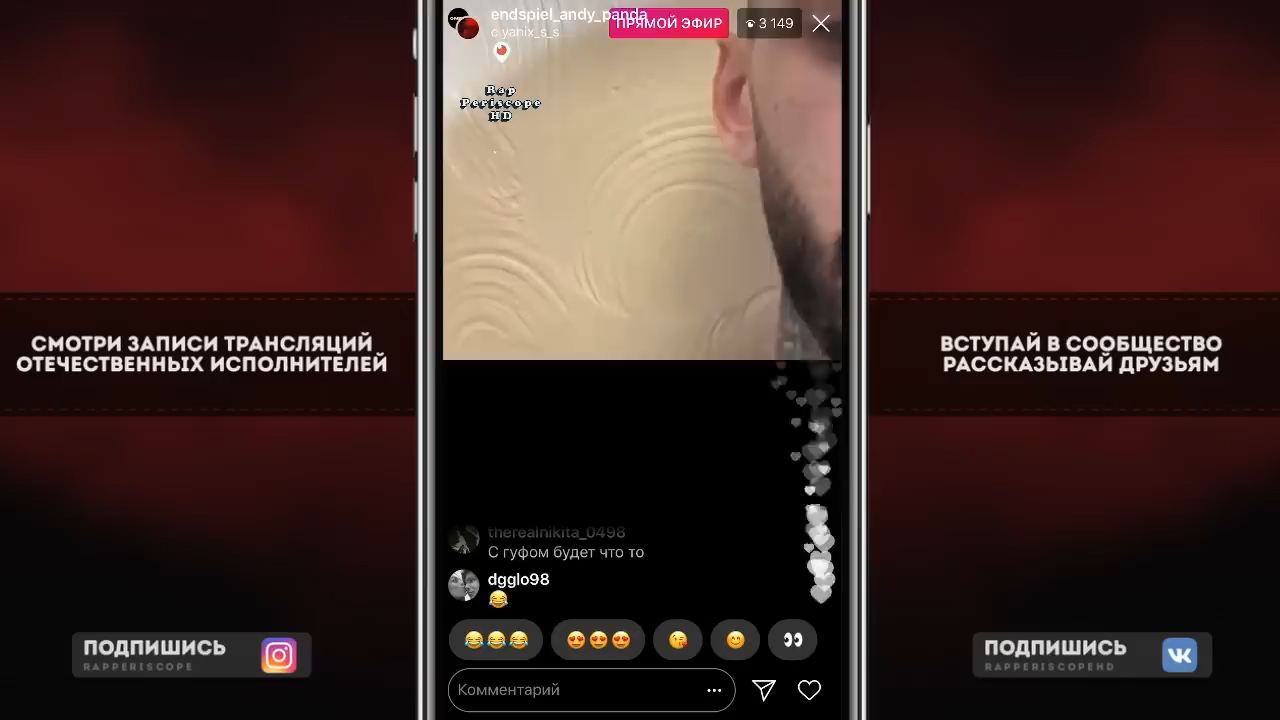 endspiel_andy_panda
с yanix_s_s
ПРЯМОЙ ЭФИР
3 149
Rap
Periscope
HD
СМОТРИ ЗАПИСИ ТРАНСЛЯЦИЙ
ОТЕЧЕСТВЕННЫХ ИСПОЛНИТЕЛЕЙ
ВСТУПАЙ В СООБЩЕСТВО
РАССКАЗЫВАЙ ДРУЗЬЯМ
therealnikita_0498
С гуфом будет что то
dgglo98
😂
😂😂😂 😍😍😍 😘 😊 👀
Комментарий
ПОДПИШИСЬ
RAPPERISCOPE
ПОДПИШИСЬ
RAPPERISCOPEHD